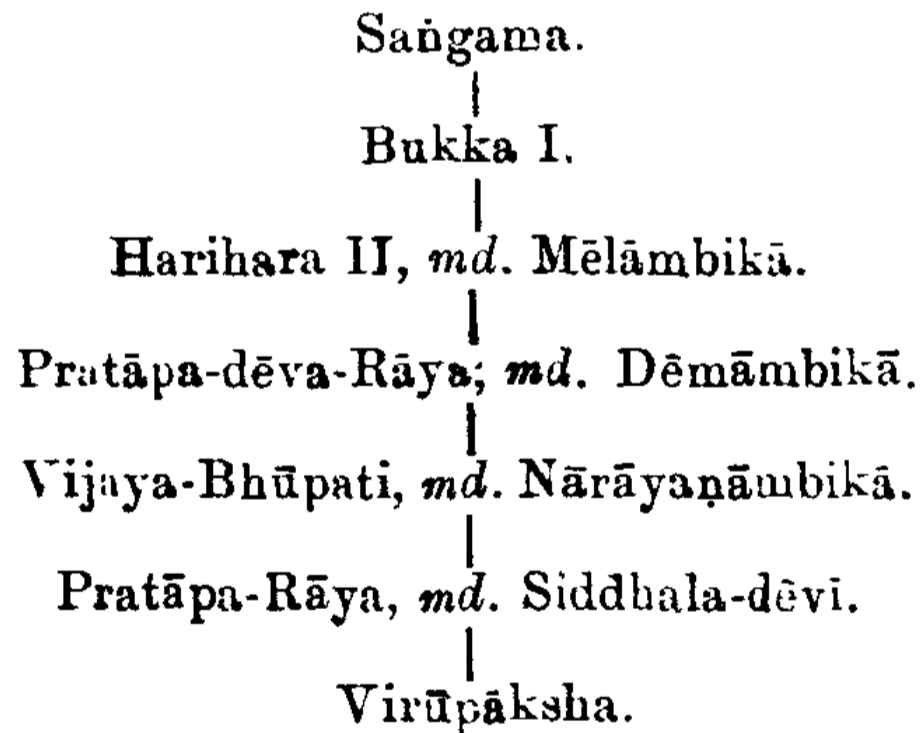 Saṅgama.
Bukka I.
Harihara II, md. Mēlāmbikā.
Pratāpa-dēva-Rāya; md. Dēmāmbikā.
Vijaya-Bhūpati, md. Nārāyaṇāmbikā.
Pratāpa-Rāya, md. Siddhala-dēvi.
Virūpāksha.